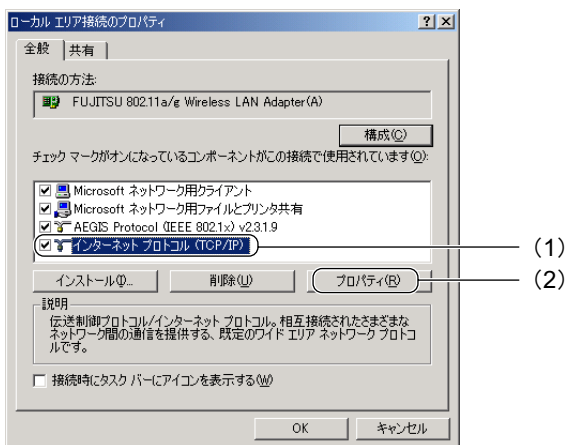 ローカル エリア接続のプロパティ
全般 共有
接続の方法:
FUJITSU 802.11a/g Wireless LAN Adapter(A)
構成(C)
チェック マークがオンになっているコンポーネントがこの接続で使用されています(O):
Microsoft ネットワーク用クライアント
Microsoft ネットワーク用ファイルとプリンタ共有
AEGIS Protocol (IEEE 802.1x) v2.3.1.9
インターネット プロトコル (TCP/IP)
(1)
インストール(I)... 削除(U) プロパティ(R)
(2)
説明
伝送制御プロトコル/インターネット プロトコル。相互接続されたさまざまな
ネットワーク間の通信を提供する、既定のワイド エリア ネットワーク プロトコ
ルです。
接続時にタスク バーにアイコンを表示する(W)
OK キャンセル